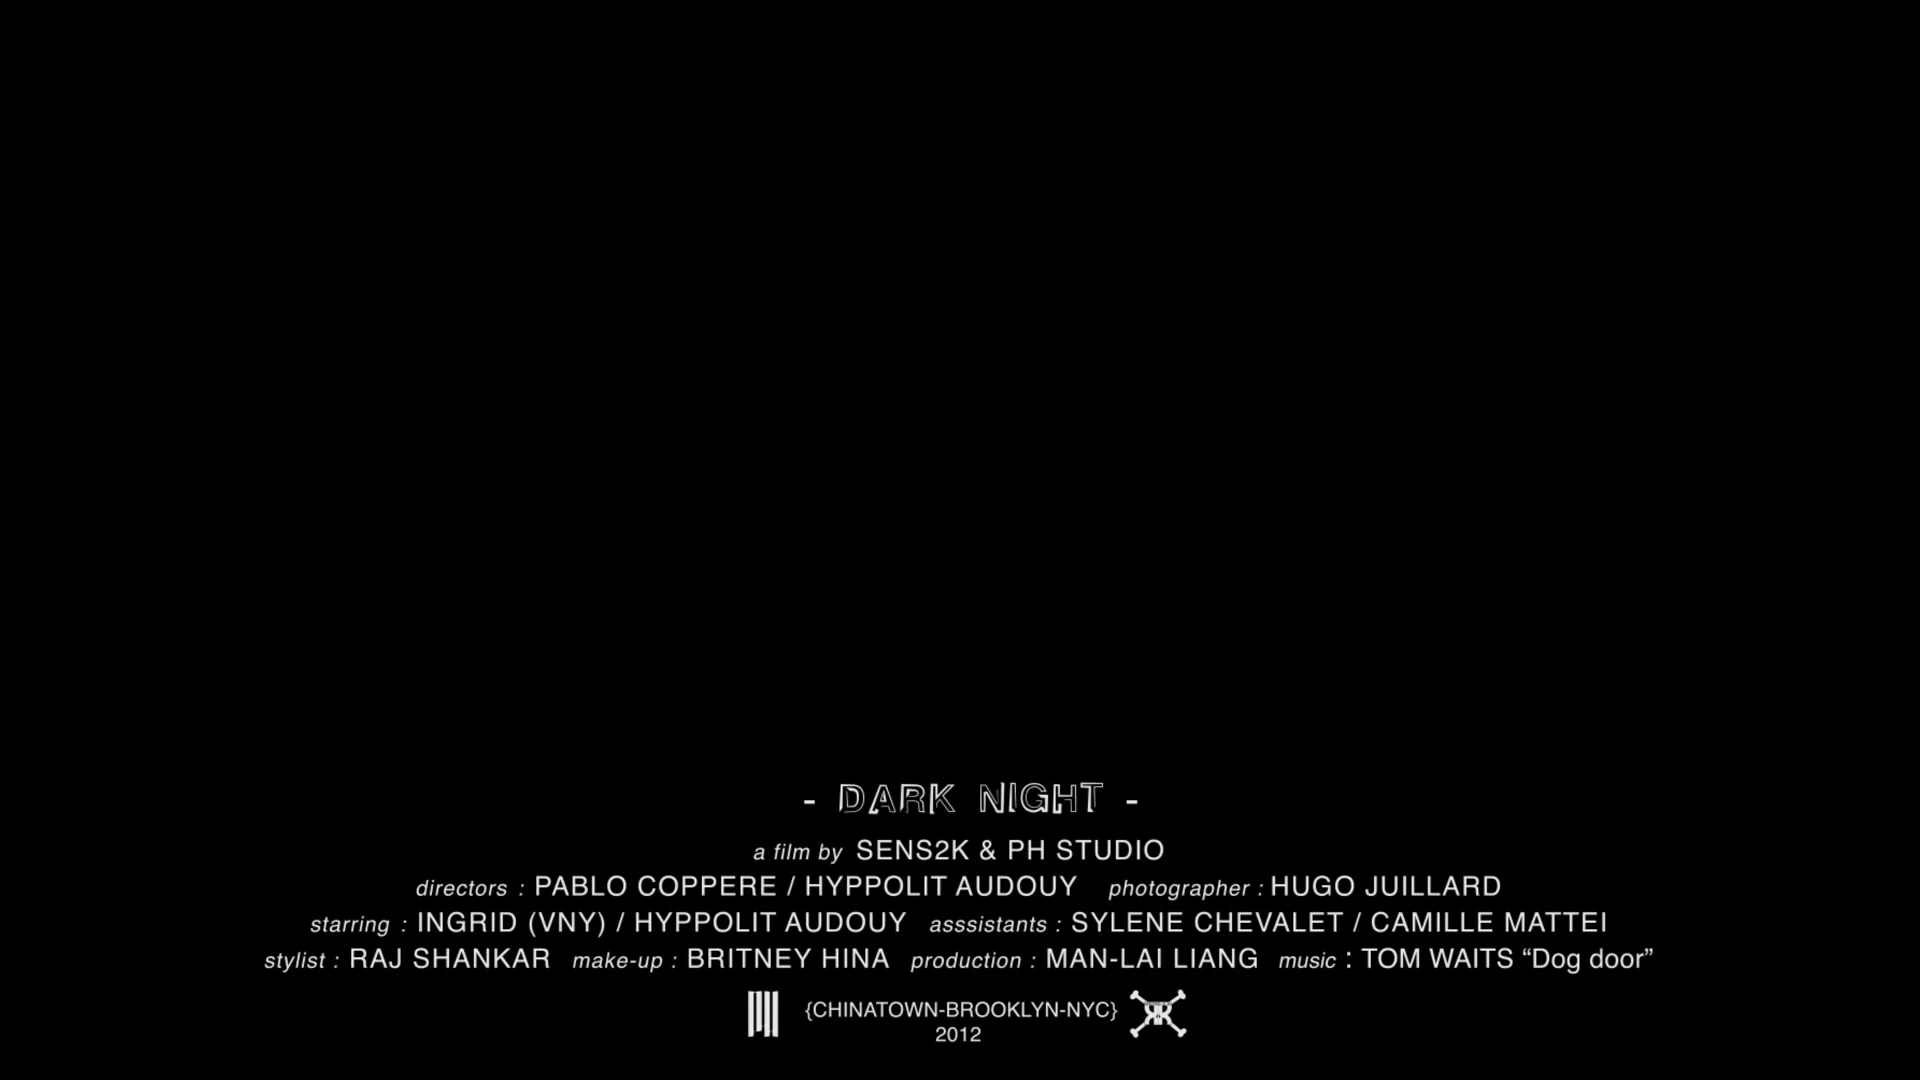 - DARK NIGHT -
a film by SENS2K & PH STUDIO
directors : PABLO COPPERE / HYPPOLIT AUDOUY photographer : HUGO JUILLARD
starring : INGRID (VNY) / HYPPOLIT AUDOUY asssistants : SYLENE CHEVALET / CAMILLE MATTEI
stylist : RAJ SHANKAR make-up : BRITNEY HINA production : MAN-LAI LIANG music : TOM WAITS “Dog door”
{CHINATOWN-BROOKLYN-NYC}
2012